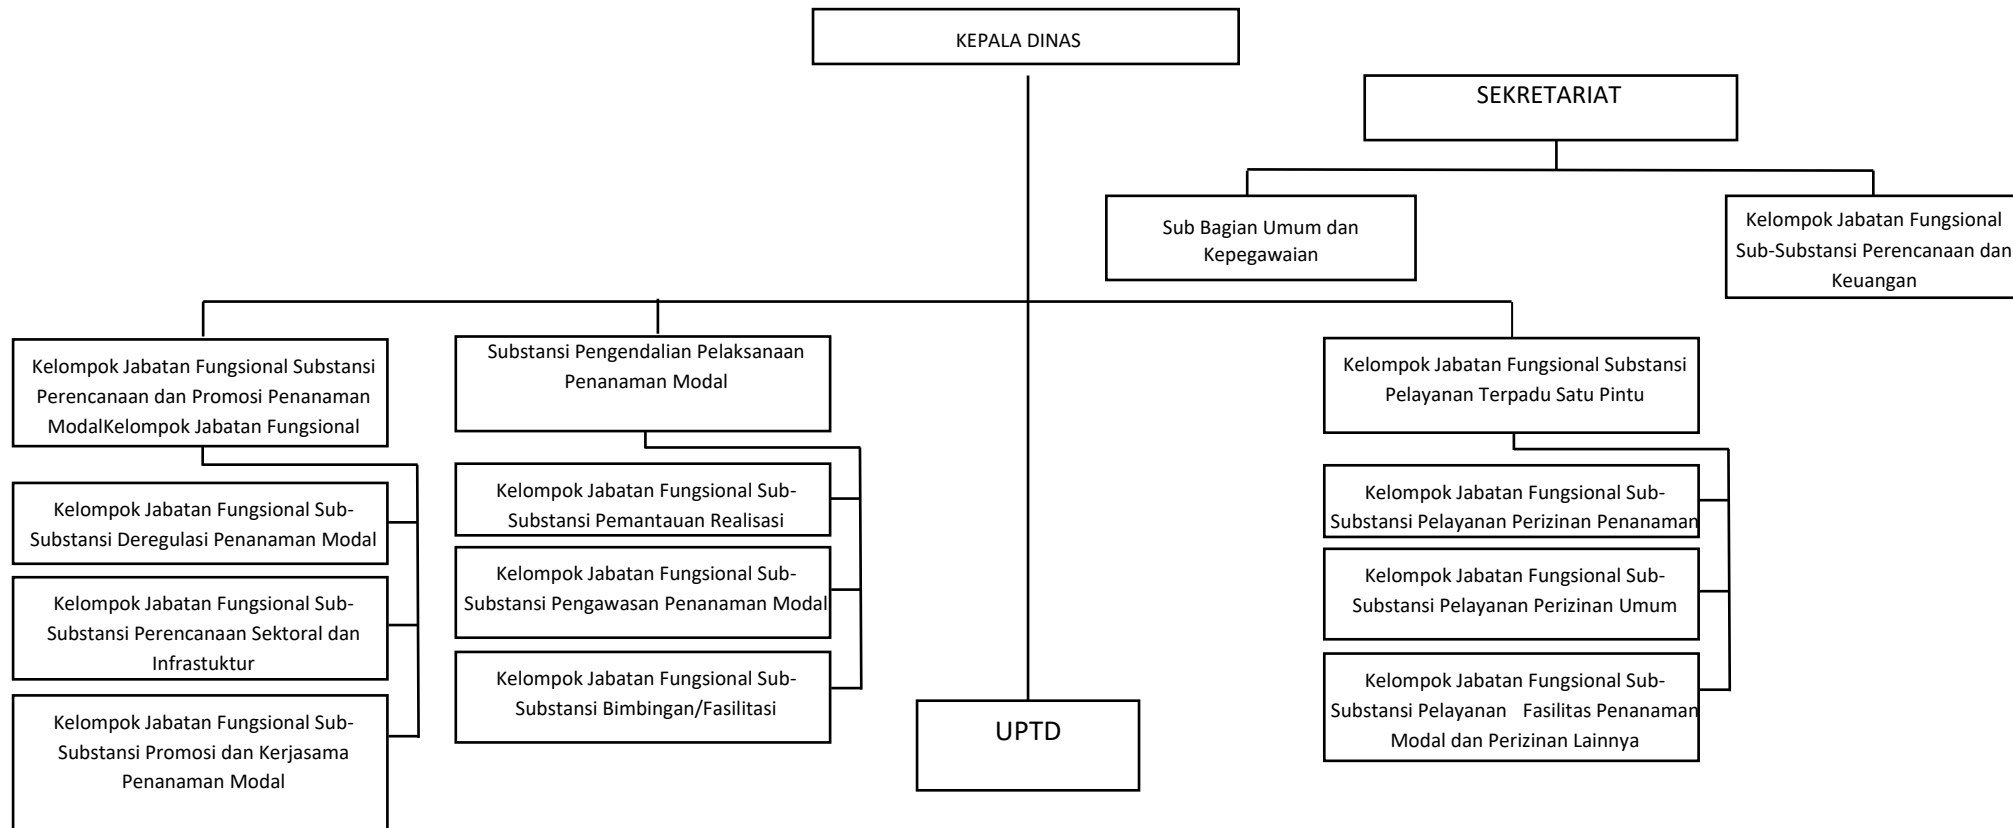 KEPALA DINAS
SEKRETARIAT
Sub Bagian Umum dan
Kepegawaian
Kelompok Jabatan Fungsional
Sub-Substansi Perencanaan dan
Keuangan
Kelompok Jabatan Fungsional Substansi
Perencanaan dan Promosi Penanaman
ModalKelompok Jabatan Fungsional
Kelompok Jabatan Fungsional Sub-
Substansi Deregulasi Penanaman Modal
Kelompok Jabatan Fungsional Sub-
Substansi Perencanaan Sektoral dan
Infrastuktur
Kelompok Jabatan Fungsional Sub-
Substansi Promosi dan Kerjasama
Penanaman Modal
Substansi Pengendalian Pelaksanaan
Penanaman Modal
Kelompok Jabatan Fungsional Sub-
Substansi Pemantauan Realisasi
Kelompok Jabatan Fungsional Sub-
Substansi Pengawasan Penanaman Modal
Kelompok Jabatan Fungsional Sub-
Substansi Bimbingan/Fasilitasi
UPTD
Kelompok Jabatan Fungsional Substansi
Pelayanan Terpadu Satu Pintu
Kelompok Jabatan Fungsional Sub-
Substansi Pelayanan Perizinan Penanaman
Kelompok Jabatan Fungsional Sub-
Substansi Pelayanan Perizinan Umum
Kelompok Jabatan Fungsional Sub-
Substansi Pelayanan Fasilitas Penanaman
Modal dan Perizinan Lainnya